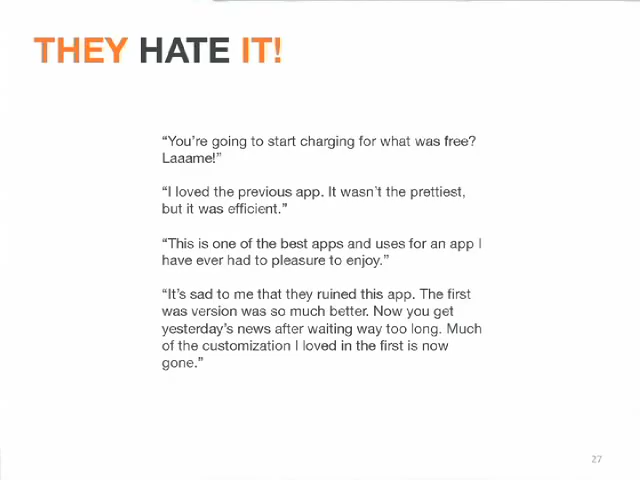 THEY HATE IT!
“You’re going to start charging for what was free?
Laaame!”
“I loved the previous app. It wasn’t the prettiest,
but it was efficient.”
“This is one of the best apps and uses for an app I
have ever had to pleasure to enjoy.”
“It’s sad to me that they ruined this app. The first
was version was so much better. Now you get
yesterday’s news after waiting way too long. Much
of the customization I loved in the first is now
gone.”
27